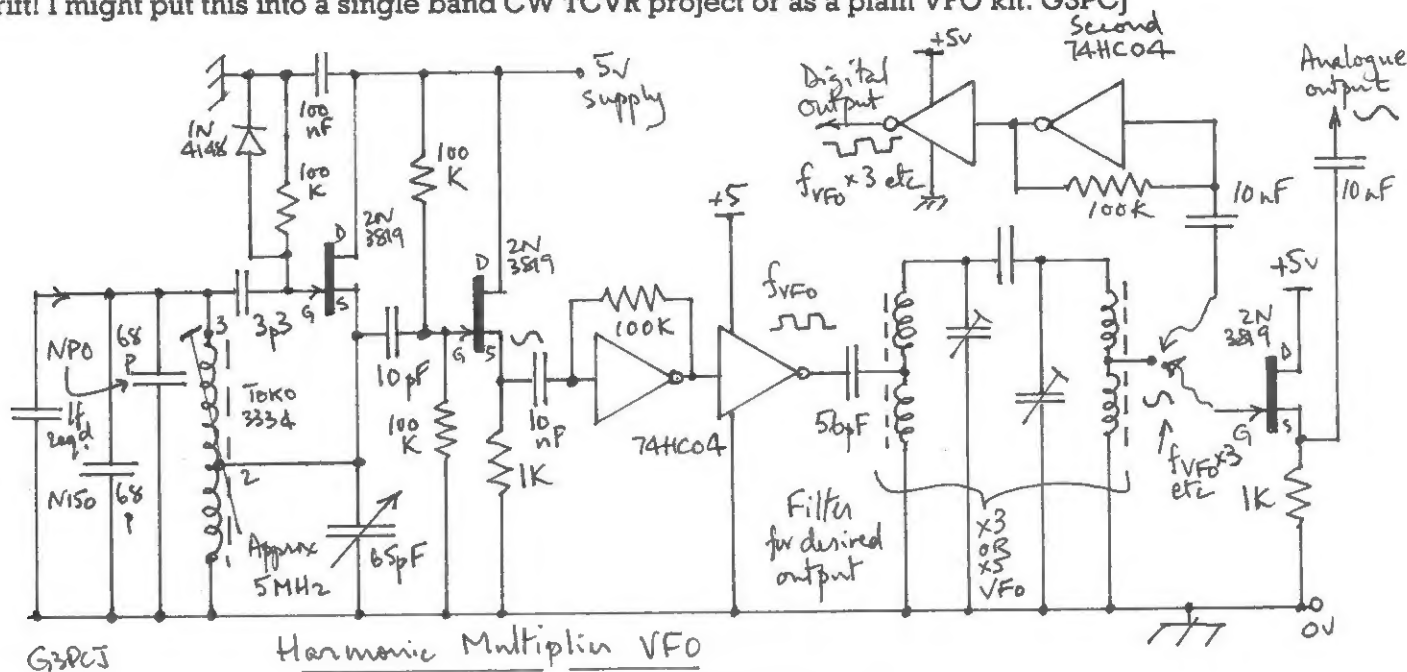 rift! I might put this into a single band CW TCVR project or as a plain VFO kit. G3PCJ
Second
74HC04
+5v
5v
supply
Digital
output
Analogue
output
100
nF
1N
4148
100
K
100
K
fVFO x3 etc
100K
10nF
10nF
+5
2N
3819
D
G
S
2N
3819
D
G
S
fVFO
+5v
2N
3819
D
G
S
100K
3
3p3
68
P
NPO
TOKO
3334
10pF
100
K
10
nF
1K
74HC04
56pF
If
reqd.
N150
68
P
2
Approx
5MHz
65pF
Filter
for desired
output
x3
OR
x5
VFO
fVFO x3
etc
1K
0V
G3PCJ
Harmonic Multiplier VFO